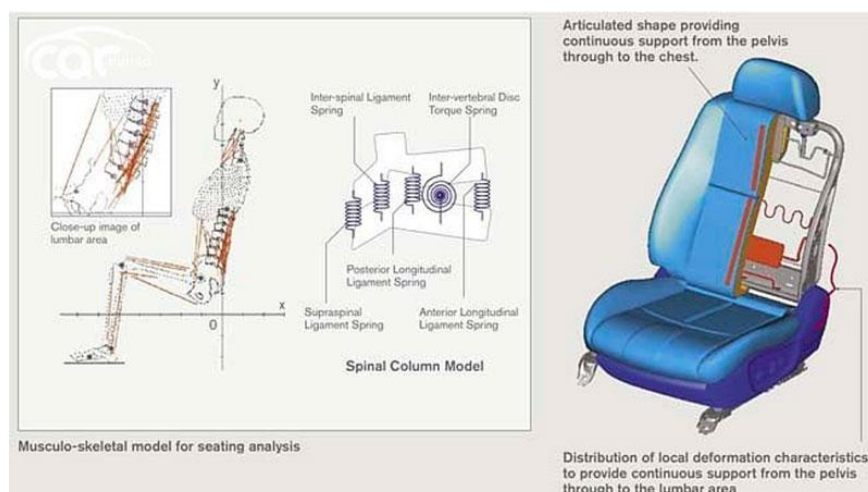 car
Close-up image of
lumbar area
y
x
0
Inter-spinal Ligament
Spring
Inter-vertebral Disc
Torque Spring
Posterior Longitudinal
Ligament Spring
Supraspinal
Ligament Spring
Anterior Longitudinal
Ligament Spring
Spinal Column Model
Musculo-skeletal model for seating analysis
Articulated shape providing
continuous support from the pelvis
through to the chest.
Distribution of local deformation characteristics
to provide continuous support from the pelvis
through to the lumbar area